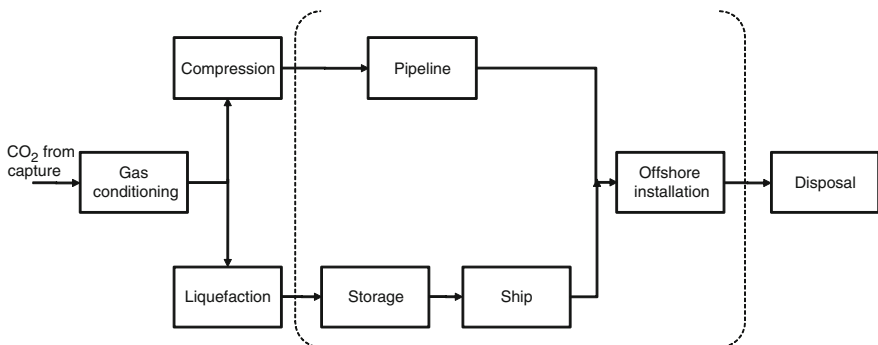 Compression
Pipeline
CO₂ from
capture
Gas
conditioning
Offshore
installation
Disposal
Liquefaction
Storage
Ship